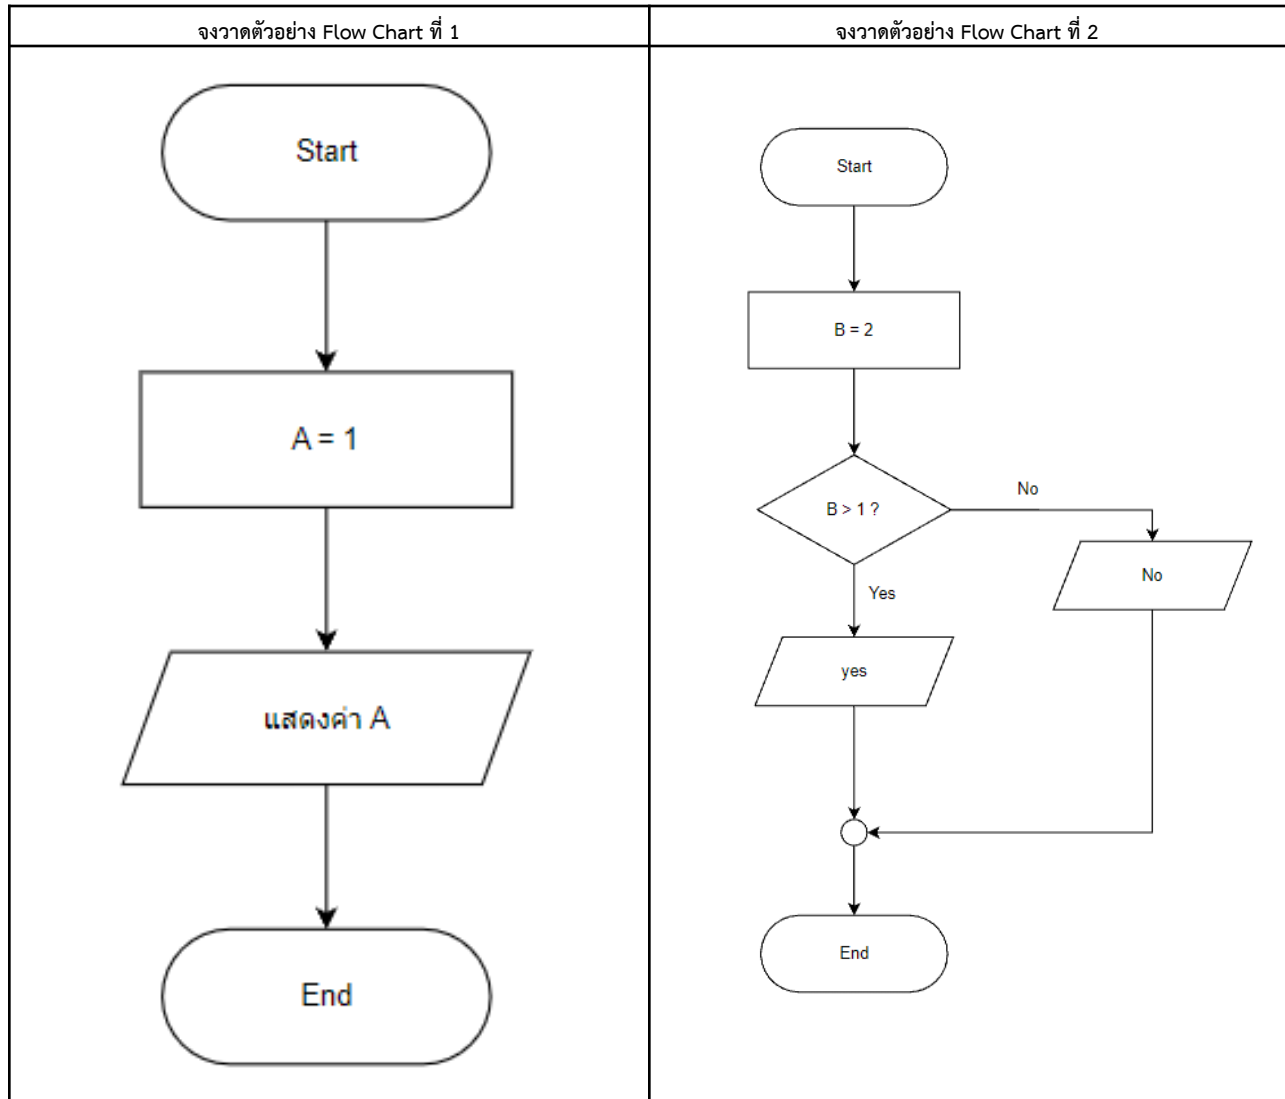 จงวาดตัวอย่าง Flow Chart ที่ 1
Start
A = 1
แสดงค่า A
End
จงวาดตัวอย่าง Flow Chart ที่ 2
Start
B = 2
B > 1 ?
No
No
Yes
yes
End